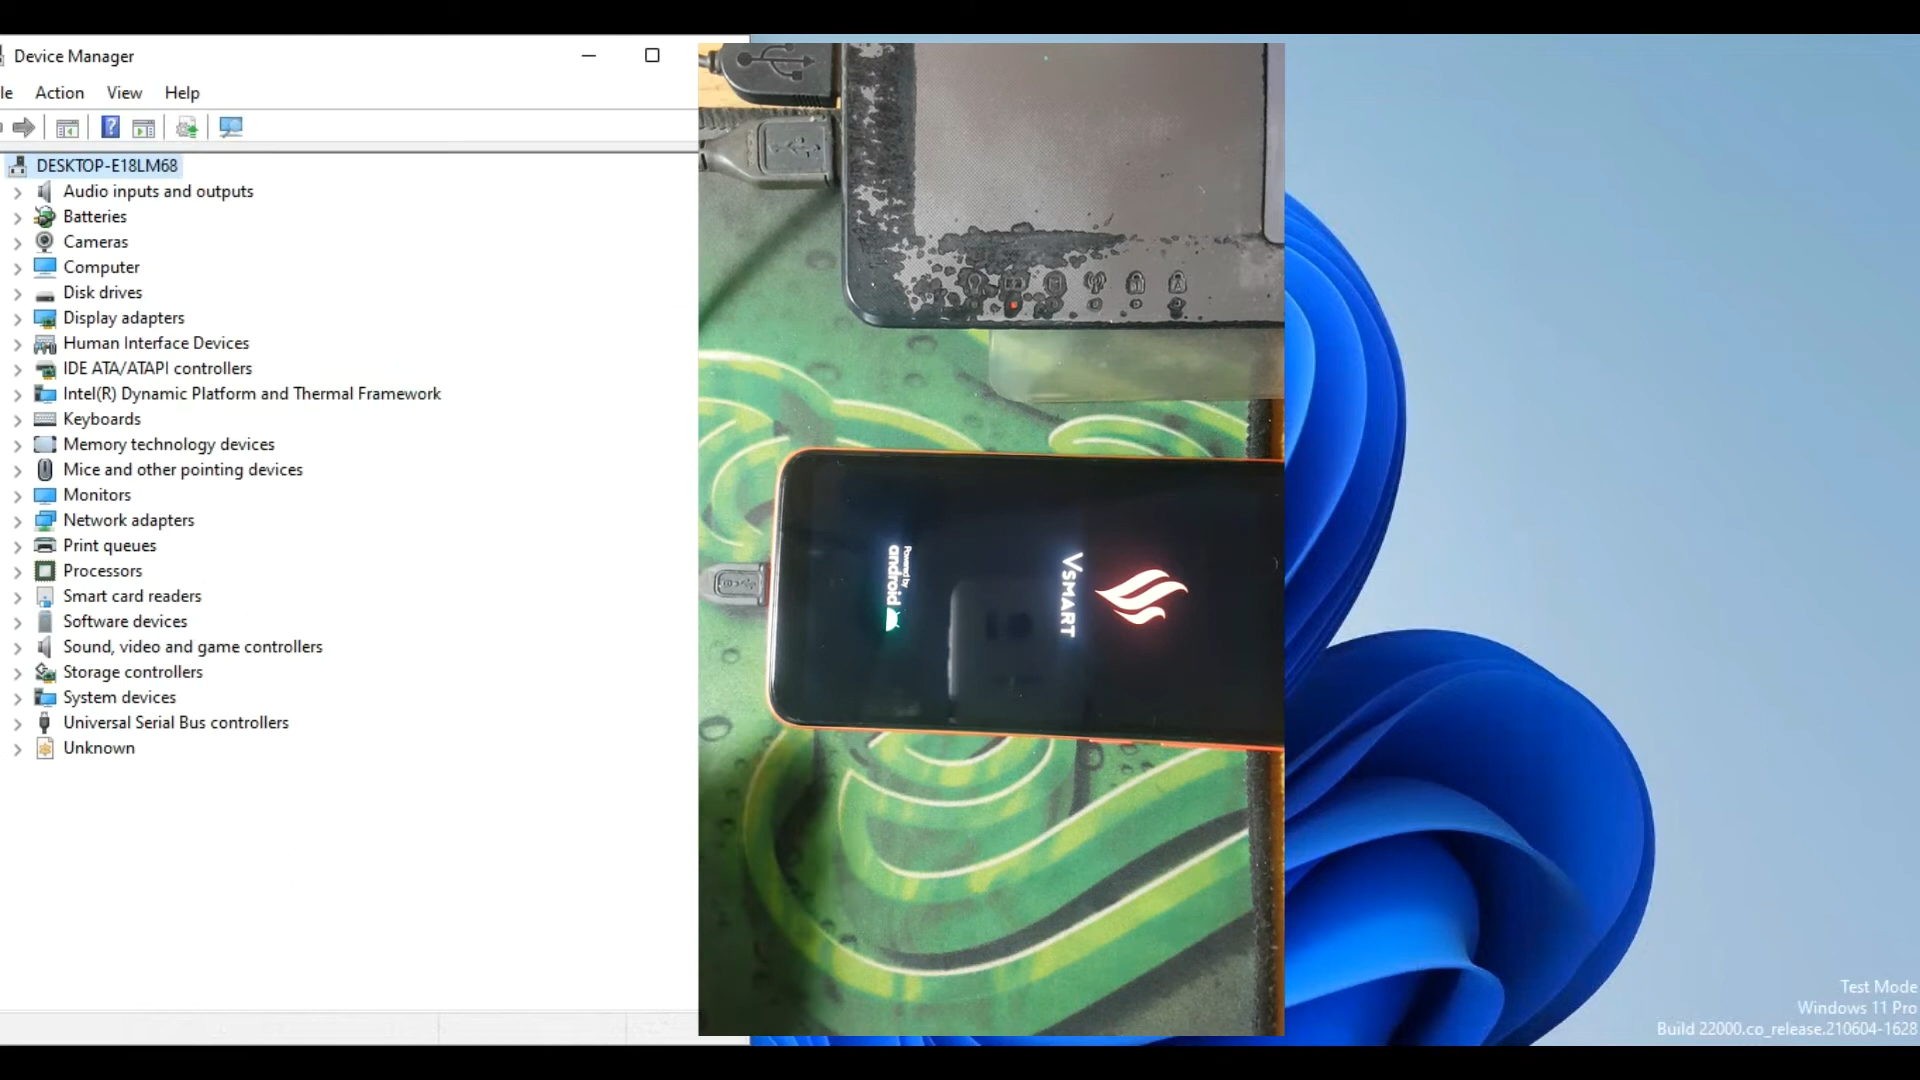 Device Manager
le Action View Help
DESKTOP-E18LM68
Audio inputs and outputs
Batteries
Cameras
Computer
Disk drives
Display adapters
Human Interface Devices
IDE ATA/ATAPI controllers
Intel(R) Dynamic Platform and Thermal Framework
Keyboards
Memory technology devices
Mice and other pointing devices
Monitors
Network adapters
Print queues
Processors
Smart card readers
Software devices
Sound, video and game controllers
Storage controllers
System devices
Universal Serial Bus controllers
Unknown
Powered by
android
VSMART
Test Mode
Windows 11 Pro
Build 22000.co_release.210604-1628